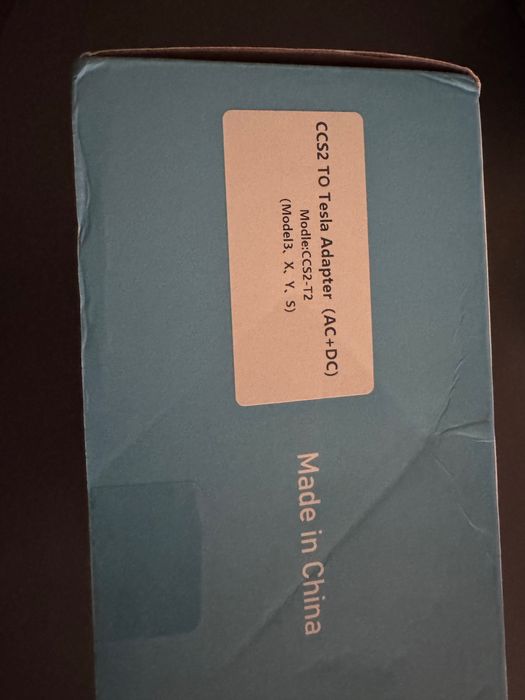 CCS2 TO Tesla Adapter (AC+DC)
Modle:CCS2-T2
(Model3、X、Y、S)
Made in China